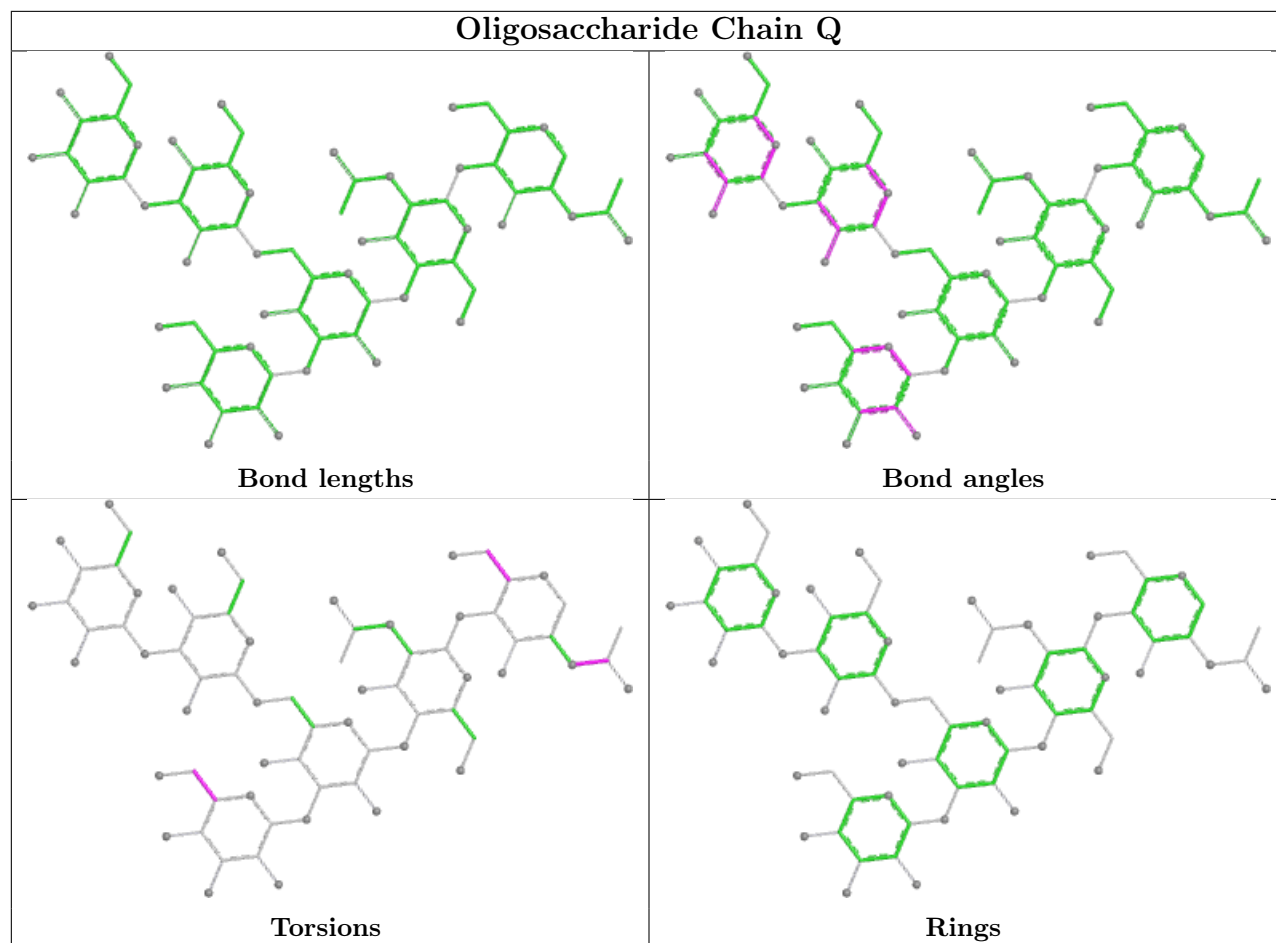 Oligosaccharide Chain Q
Bond lengths
Bond angles
Torsions
Rings